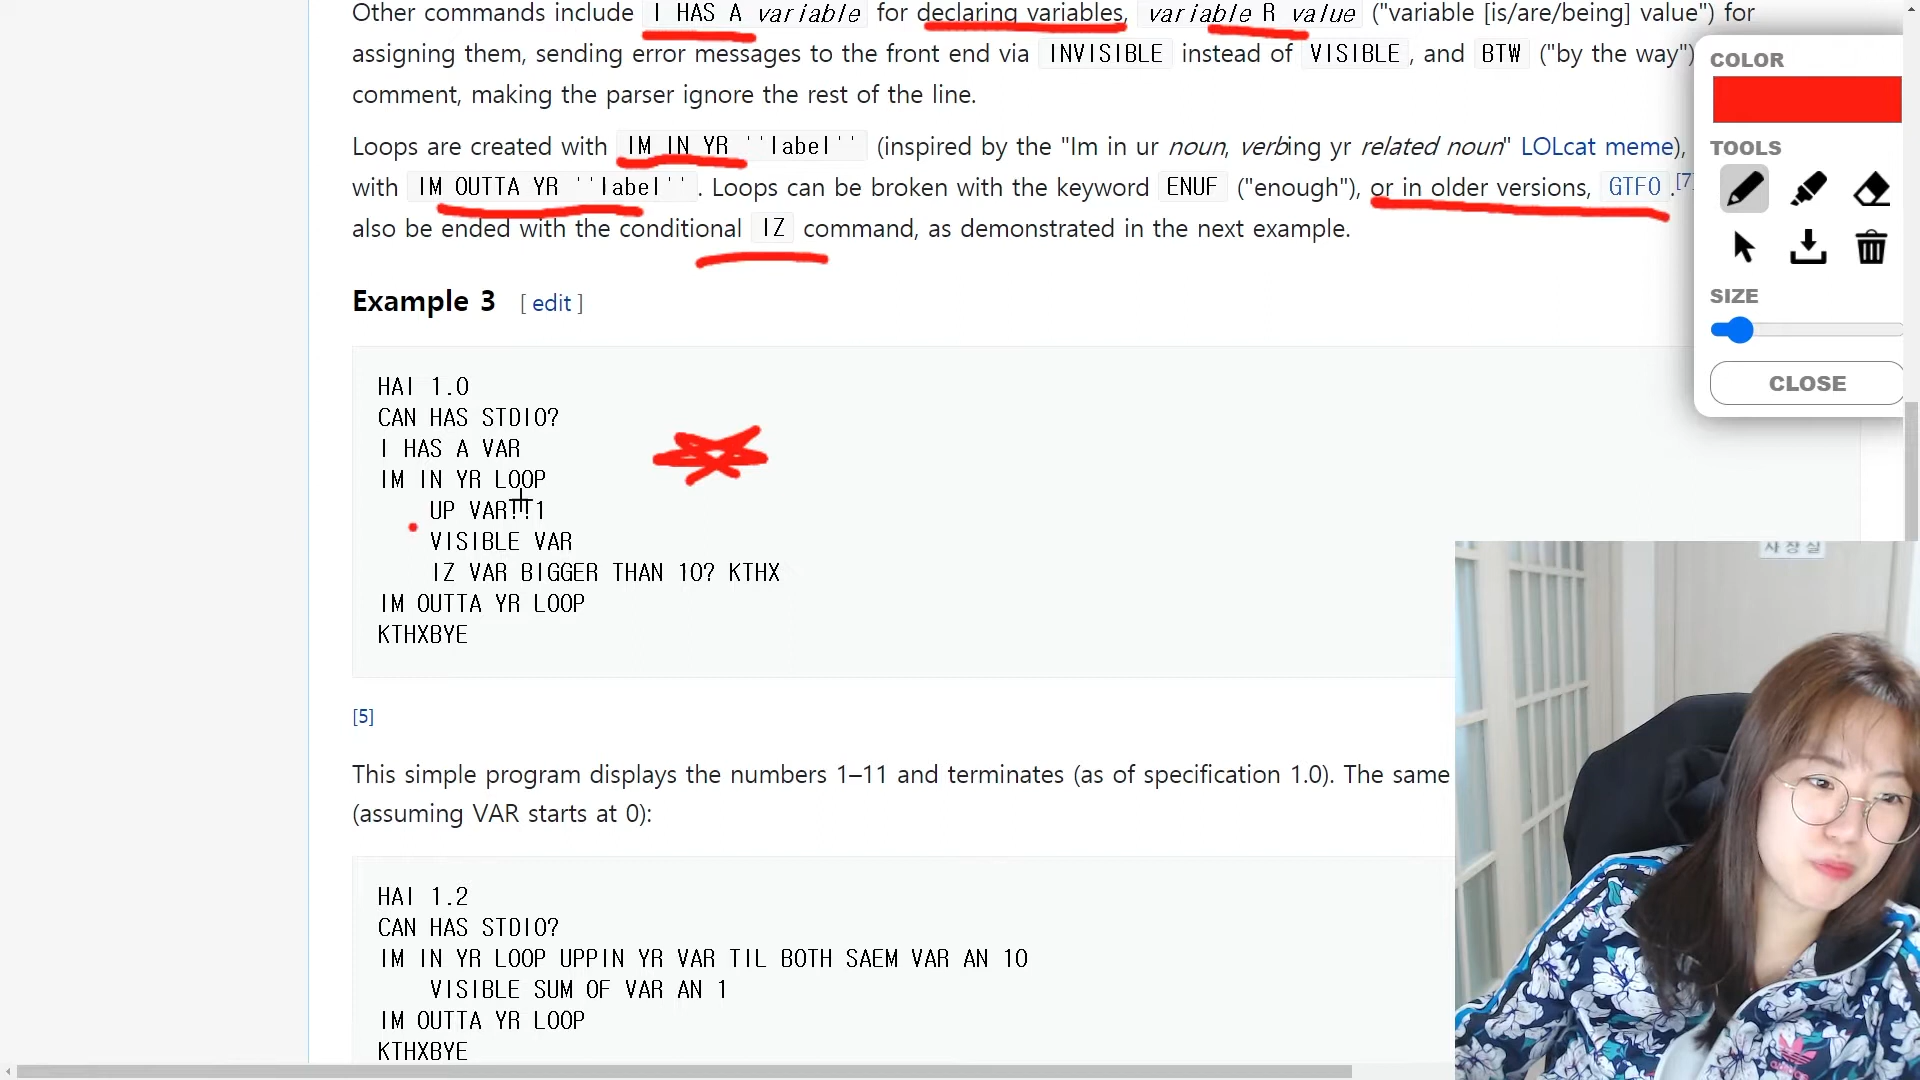 Other commands include I HAS A variable for declaring variables, variable R value ("variable [is/are/being] value") for
assigning them, sending error messages to the front end via INVISIBLE instead of VISIBLE, and BTW ("by the way")
comment, making the parser ignore the rest of the line.
Loops are created with IM IN YR ''label'' (inspired by the "Im in ur noun, verbing yr related noun" LOLcat meme),
with IM OUTTA YR ''label''. Loops can be broken with the keyword ENUF ("enough"), or in older versions, GTFO.[7]
also be ended with the conditional IZ command, as demonstrated in the next example.
Example 3 [ edit ]
HAI 1.0
CAN HAS STDIO?
I HAS A VAR
IM IN YR LOOP
UP VAR!!1
VISIBLE VAR
IZ VAR BIGGER THAN 10? KTHX
IM OUTTA YR LOOP
KTHXBYE
[5]
This simple program displays the numbers 1–11 and terminates (as of specification 1.0). The same
(assuming VAR starts at 0):
HAI 1.2
CAN HAS STDIO?
IM IN YR LOOP UPPIN YR VAR TIL BOTH SAEM VAR AN 10
VISIBLE SUM OF VAR AN 1
IM OUTTA YR LOOP
KTHXBYE
COLOR
TOOLS
SIZE
CLOSE
사장실
adidas